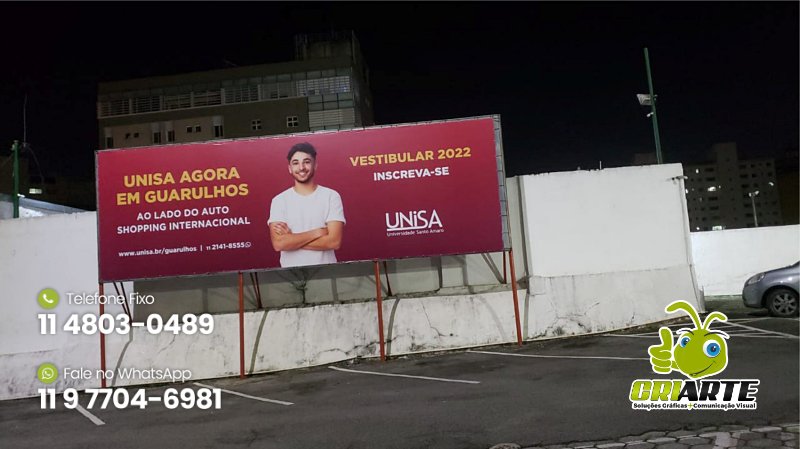 UNISA AGORA
EM GUARULHOS
AO LADO DO AUTO
SHOPPING INTERNACIONAL
www.unisa.br/guarulhos | 11 2141-8555
VESTIBULAR 2022
INSCREVA-SE
UNiSA
Universidade Santo Amaro
Telefone Fixo
11 4803-0489
Fale no WhatsApp
11 9 7704-6981
CRIARTE
Soluções Gráficas+Comunicação Visual